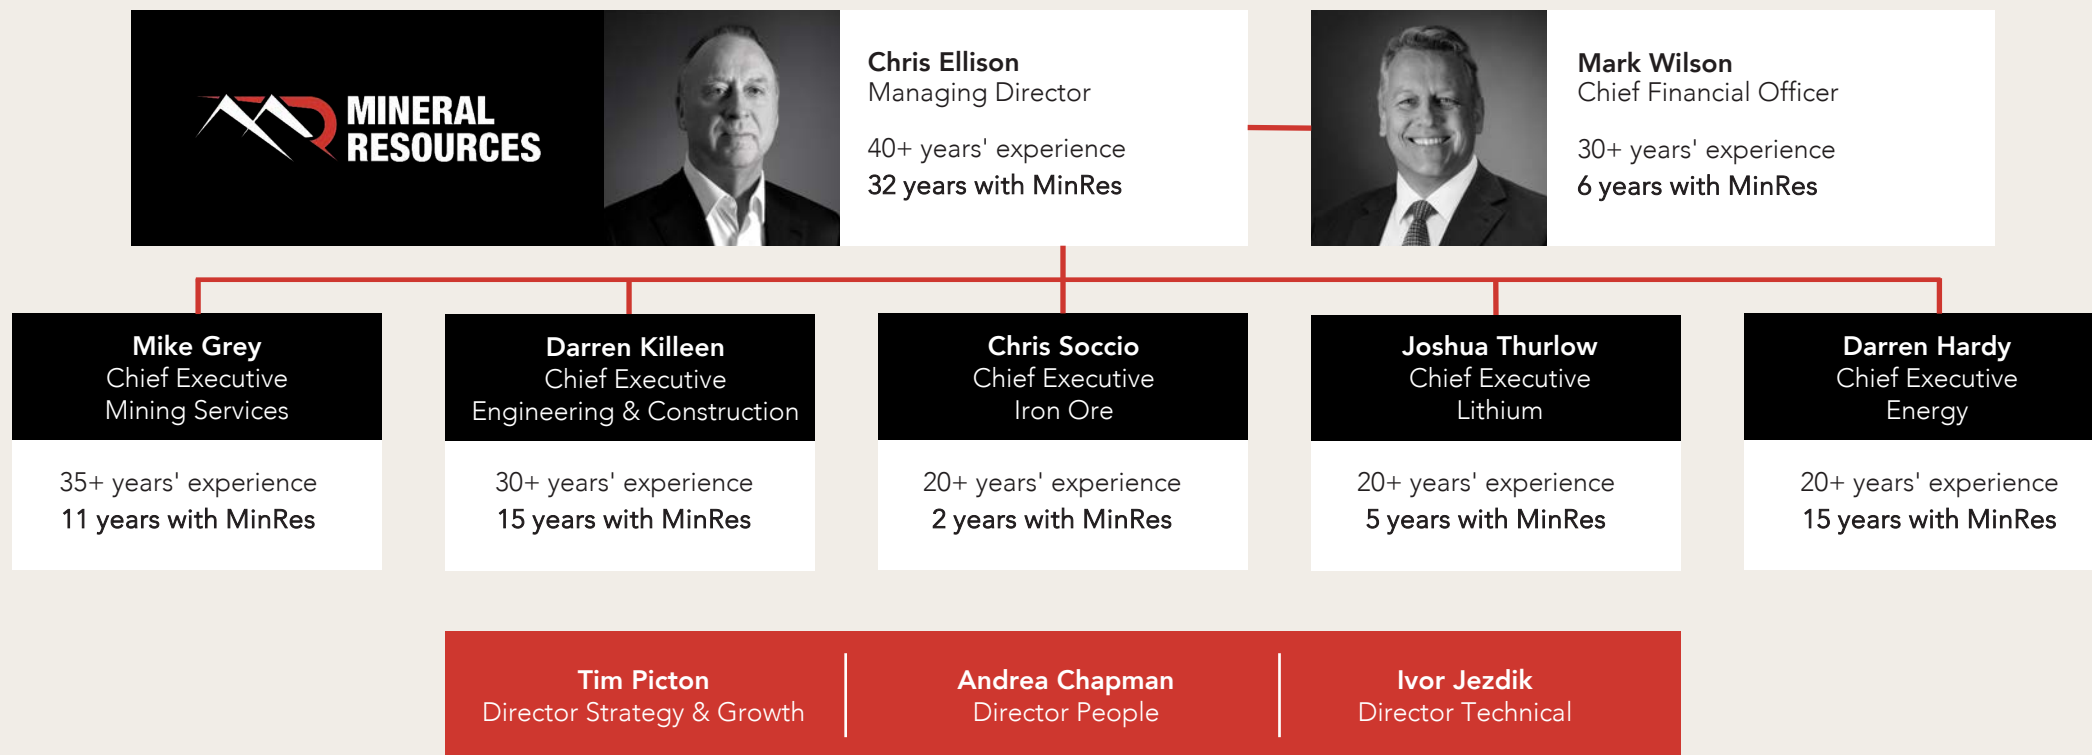 MINERAL
RESOURCES
Chris Ellison
Managing Director
40+ years' experience
32 years with MinRes
Mark Wilson
Chief Financial Officer
30+ years' experience
6 years with MinRes
Mike Grey
Chief Executive
Mining Services
35+ years' experience
11 years with MinRes
Darren Killeen
Chief Executive
Engineering & Construction
30+ years' experience
15 years with MinRes
Chris Soccio
Chief Executive
Iron Ore
20+ years' experience
2 years with MinRes
Joshua Thurlow
Chief Executive
Lithium
20+ years' experience
5 years with MinRes
Darren Hardy
Chief Executive
Energy
20+ years' experience
15 years with MinRes
Tim Picton
Director Strategy & Growth
Andrea Chapman
Director People
Ivor Jezdik
Director Technical